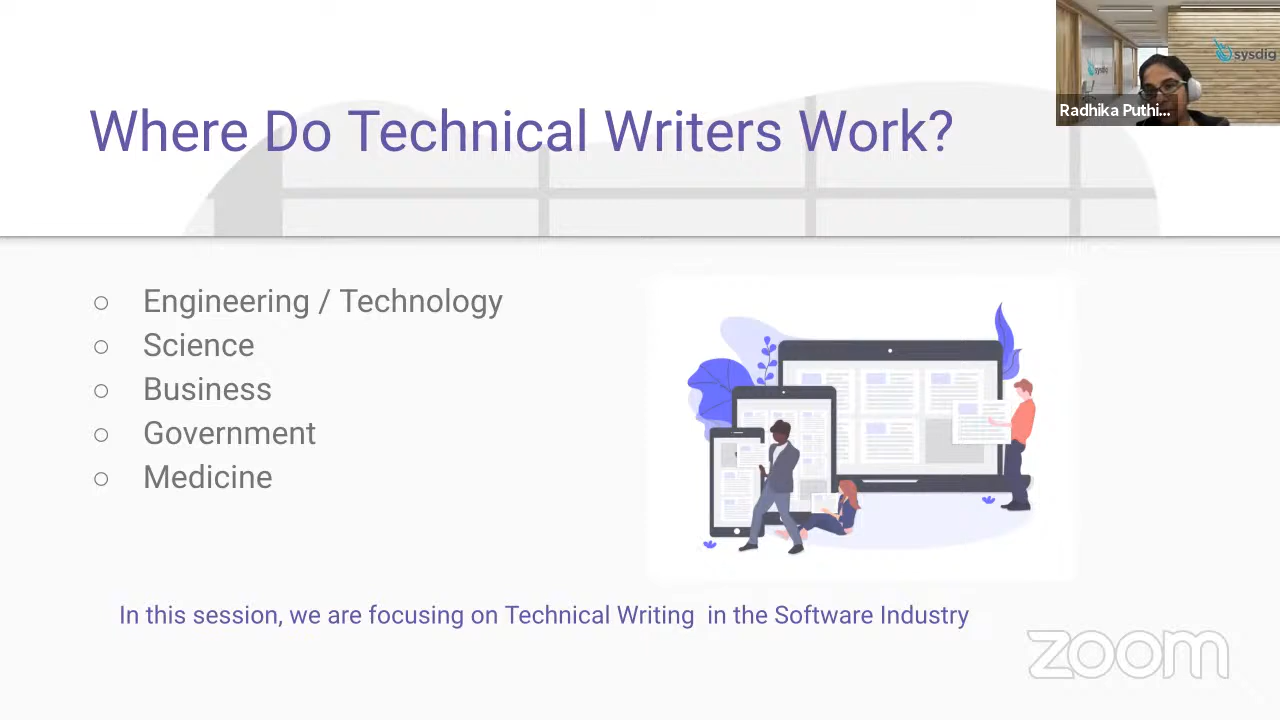 Where Do Technical Writers Work?
sysdig
sysdig
Radhika Puthi...
○ Engineering / Technology
○ Science
○ Business
○ Government
○ Medicine
In this session, we are focusing on Technical Writing in the Software Industry
zoom